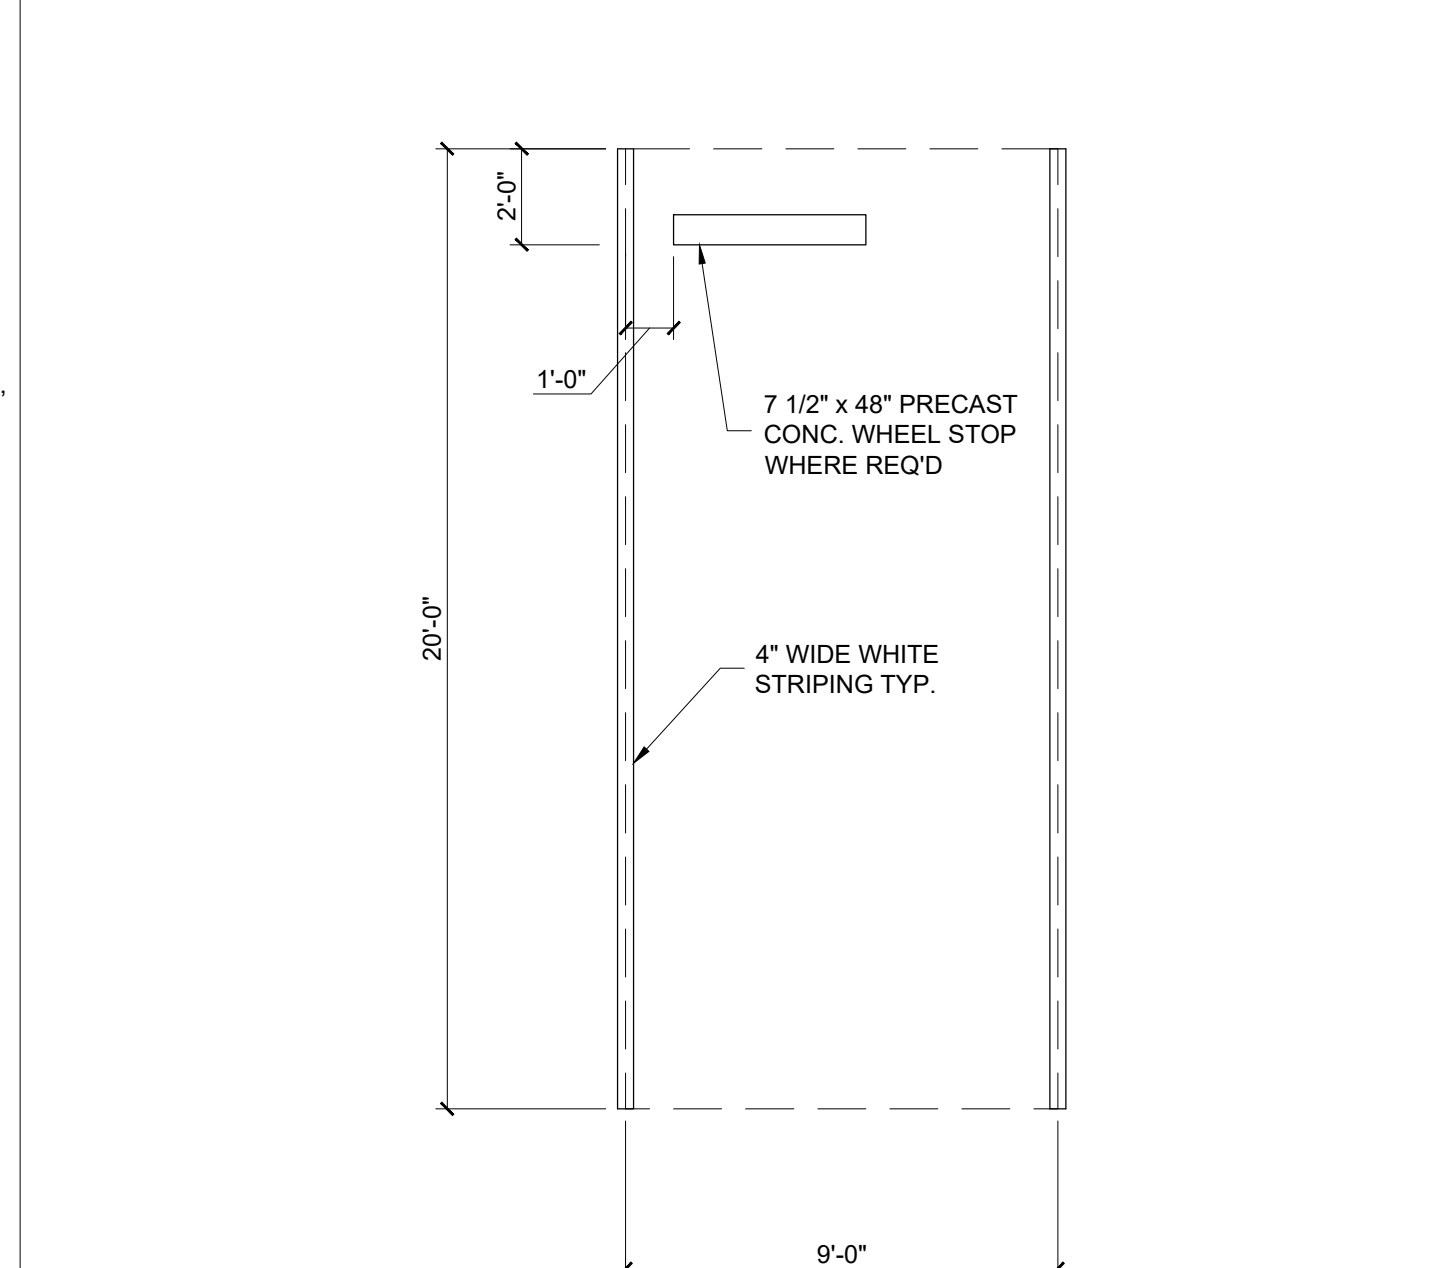 2'-0"
,
1'-0"
7 1/2" x 48" PRECAST
CONC. WHEEL STOP
WHERE REQ'D
20'-0"
4" WIDE WHITE
STRIPING TYP.
9'-0"